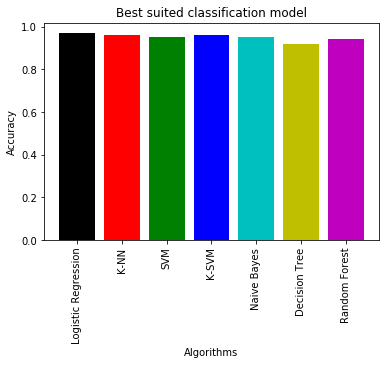 Best suited classification model
Accuracy
1.0
0.8
0.6
0.4
0.2
0.0
Logistic Regression
K-NN
SVM
K-SVM
Naive Bayes
Decision Tree
Random Forest
Algorithms